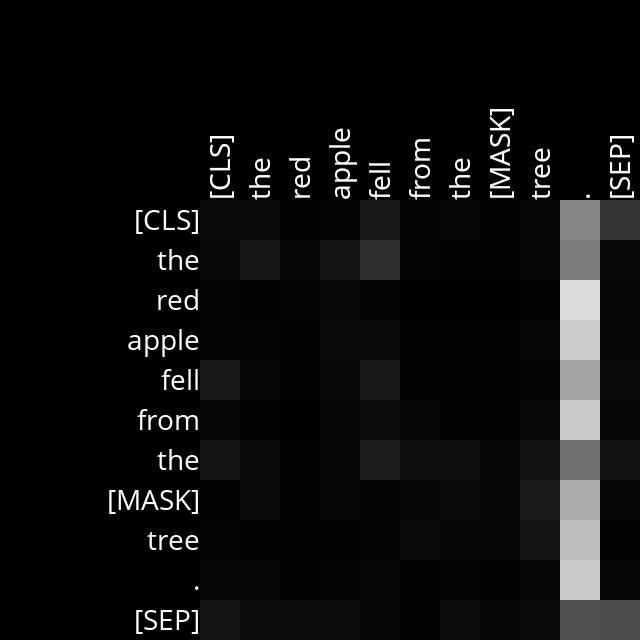 [CLS] the red apple fell from the [MASK] tree . [SEP]
[CLS]
the
red
apple
fell
from
the
[MASK]
tree
.
[SEP]